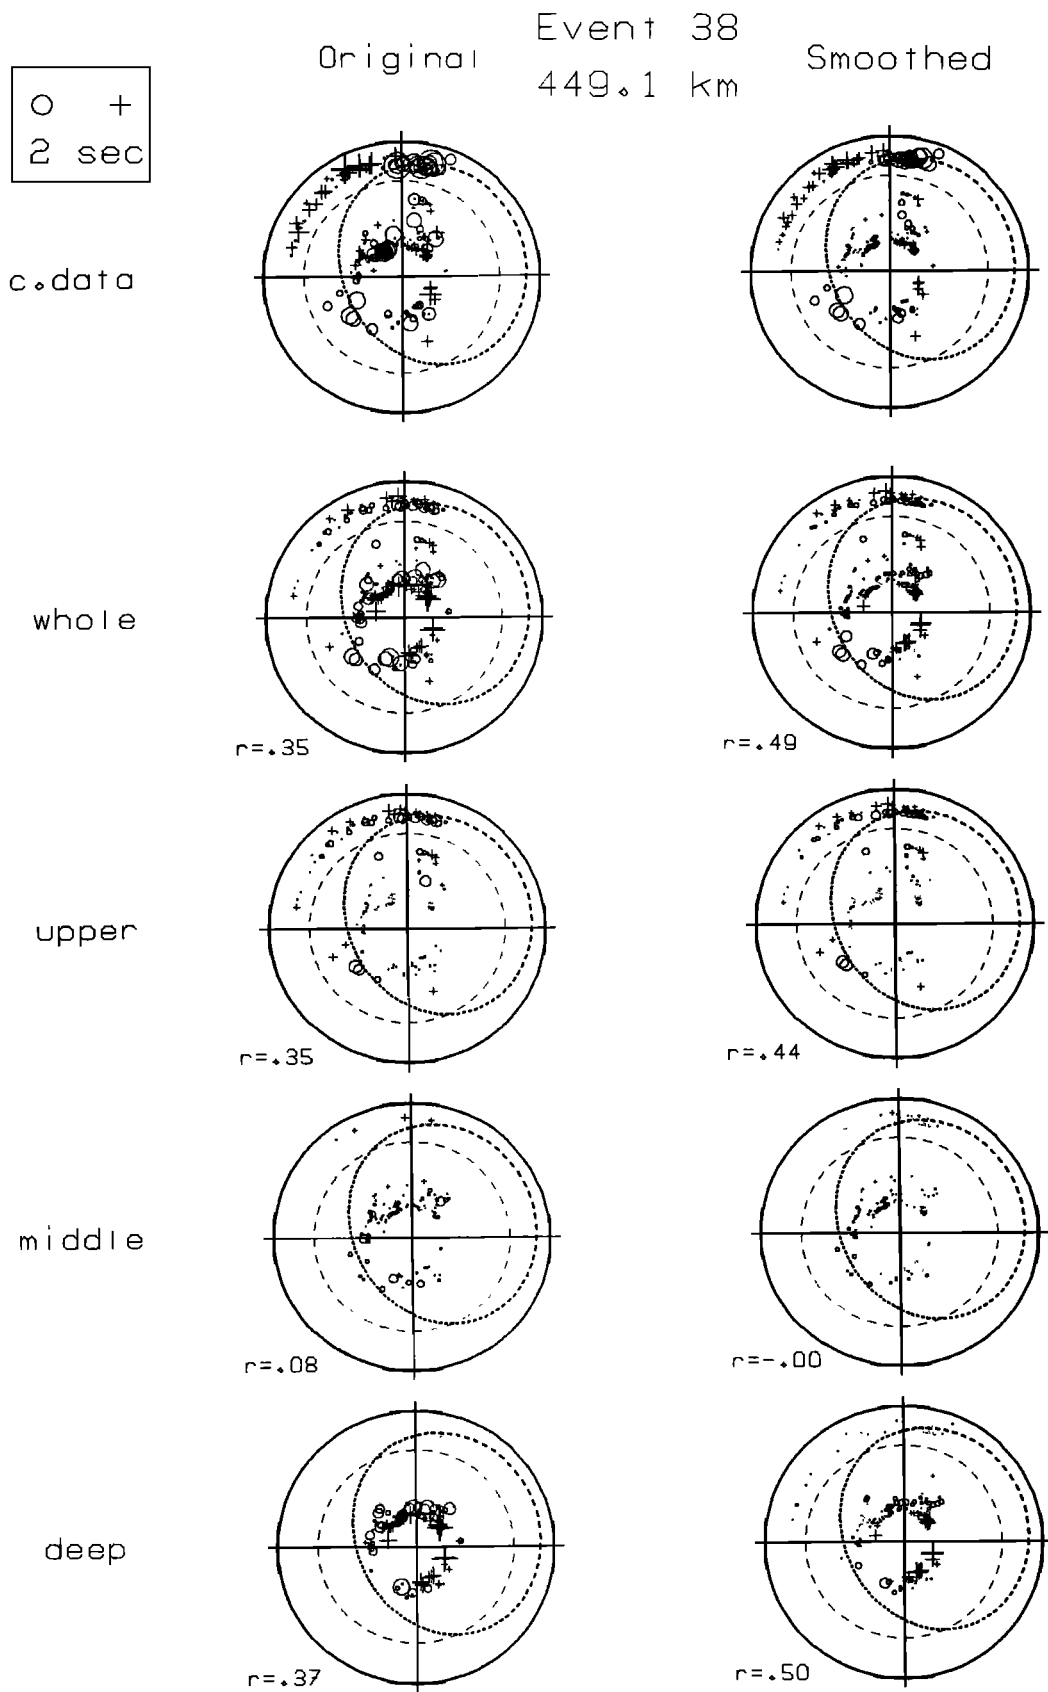 Event 38
Original
Smoothed
449.1 km
2 sec
c.data
whole
r=.35
r=.49
upper
r=.35
r=.44
middle
r=.08
r=-.00
deep
r=.37
r=.50